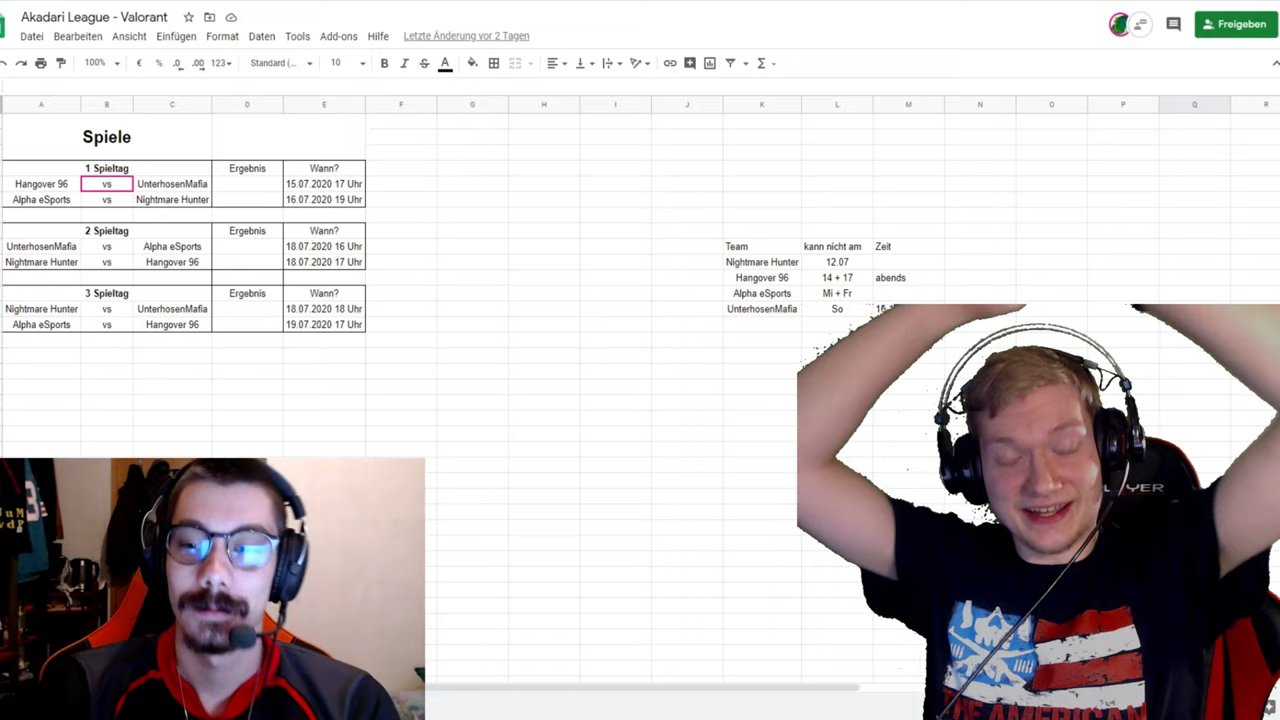 Akadari League - Valorant
Datei Bearbeiten Ansicht Einfügen Format Daten Tools Add-ons Hilfe Letzte Änderung vor 2 Tagen
Freigeben
100% € % .0 .00 123 Standard (... 10 B I S A
A B C D E F G H I J K L M N O P Q R
Spiele
1 Spieltag Ergebnis Wann?
Hangover 96 vs UnterhosenMafia 15.07.2020 17 Uhr
Alpha eSports vs Nightmare Hunter 16.07.2020 19 Uhr
2 Spieltag Ergebnis Wann?
UnterhosenMafia vs Alpha eSports 18.07.2020 16 Uhr
Nightmare Hunter vs Hangover 96 18.07.2020 17 Uhr
3 Spieltag Ergebnis Wann?
Nightmare Hunter vs UnterhosenMafia 18.07.2020 18 Uhr
Alpha eSports vs Hangover 96 19.07.2020 17 Uhr
Team kann nicht am Zeit
Nightmare Hunter 12.07
Hangover 96 14 + 17 abends
Alpha eSports Mi + Fr
UnterhosenMafia So
THE AMERICAN